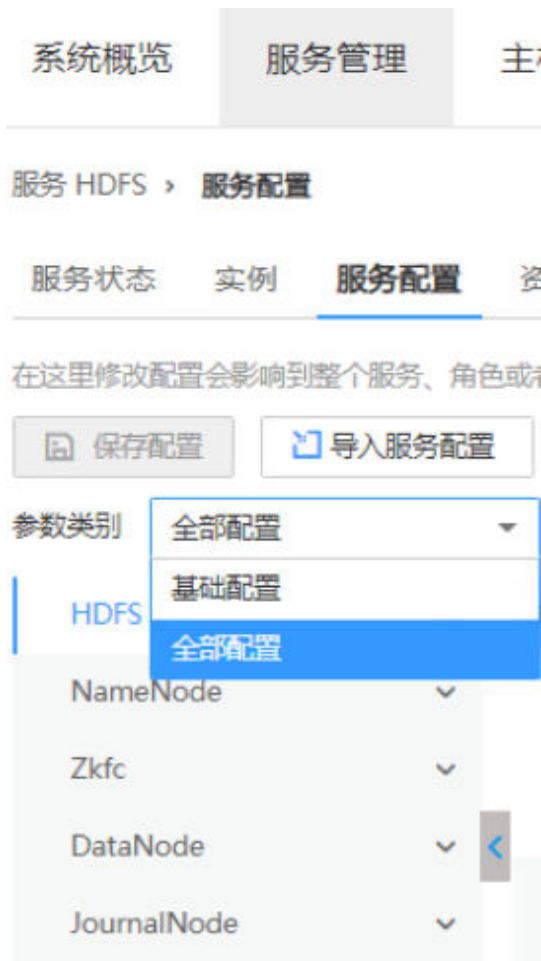 系统概览 服务管理 主
服务 HDFS › 服务配置
服务状态 实例 服务配置 资
在这里修改配置会影响到整个服务、角色或
保存配置 导入服务配置
参数类别 全部配置
基础配置
HDFS
全部配置
NameNode
Zkfc
DataNode
JournalNode